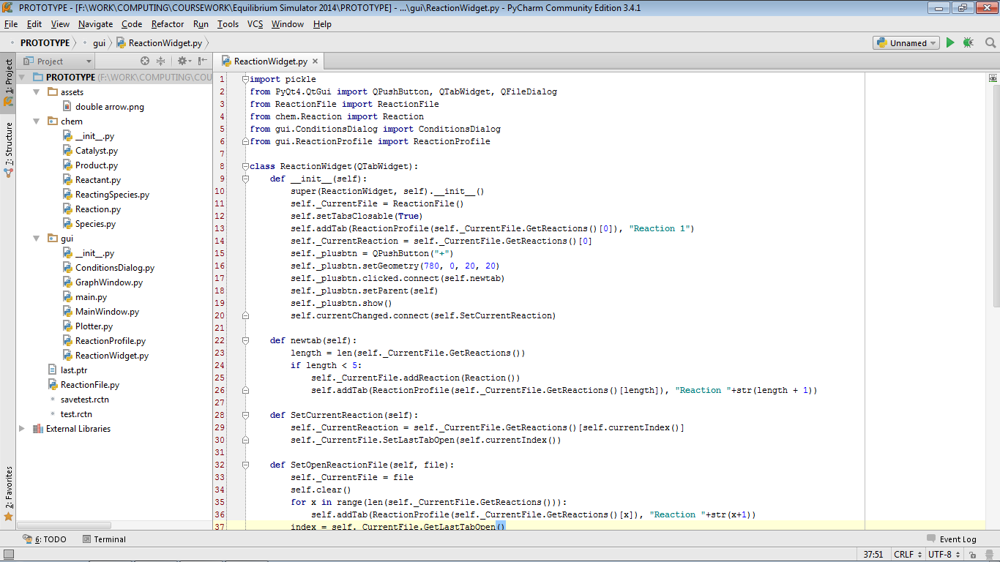 PROTOTYPE - [F:\WORK\COMPUTING\COURSEWORK\Equilibrium Simulator 2014\PROTOTYPE] - ...\gui\ReactionWidget.py - PyCharm Community Edition 3.4.1
File Edit View Navigate Code Refactor Run Tools VCS Window Help
PROTOTYPE gui ReactionWidget.py
Unnamed
1: Project
7: Structure
2: Favorites
Project
PROTOTYPE (F:\WORK\COMPUTING\COU
assets
double arrow.png
chem
__init__.py
Catalyst.py
Product.py
Reactant.py
ReactingSpecies.py
Reaction.py
Species.py
gui
__init__.py
ConditionsDialog.py
GraphWindow.py
main.py
MainWindow.py
Plotter.py
ReactionProfile.py
ReactionWidget.py
last.ptr
ReactionFile.py
savetest.rctn
test.rctn
External Libraries
ReactionWidget.py
1 import pickle
2 from PyQt4.QtGui import QPushButton, QTabWidget, QFileDialog
3 from ReactionFile import ReactionFile
4 from chem.Reaction import Reaction
5 from gui.ConditionsDialog import ConditionsDialog
6 from gui.ReactionProfile import ReactionProfile
7
8 class ReactionWidget(QTabWidget):
9     def __init__(self):
10         super(ReactionWidget, self).__init__()
11         self._CurrentFile = ReactionFile()
12         self.setTabsClosable(True)
13         self.addTab(ReactionProfile(self._CurrentFile.GetReactions()[0]), "Reaction 1")
14         self._CurrentReaction = self._CurrentFile.GetReactions()[0]
15         self._plusbtn = QPushButton("+")
16         self._plusbtn.setGeometry(780, 0, 20, 20)
17         self._plusbtn.clicked.connect(self.newtab)
18         self._plusbtn.setParent(self)
19         self._plusbtn.show()
20         self.currentChanged.connect(self.SetCurrentReaction)
21
22     def newtab(self):
23         length = len(self._CurrentFile.GetReactions())
24         if length < 5:
25             self._CurrentFile.addReaction(Reaction())
26             self.addTab(ReactionProfile(self._CurrentFile.GetReactions()[length]), "Reaction "+str(length + 1))
27
28     def SetCurrentReaction(self):
29         self._CurrentReaction = self._CurrentFile.GetReactions()[self.currentIndex()]
30         self._CurrentFile.SetLastTabOpen(self.currentIndex())
31
32     def SetOpenReactionFile(self, file):
33         self._CurrentFile = file
34         self.clear()
35         for x in range(len(self._CurrentFile.GetReactions())):
36             self.addTab(ReactionProfile(self._CurrentFile.GetReactions()[x]), "Reaction "+str(x+1))
37         index = self._CurrentFile.GetLastTabOpen()
6: TODO Terminal Event Log
37:51 CRLF UTF-8